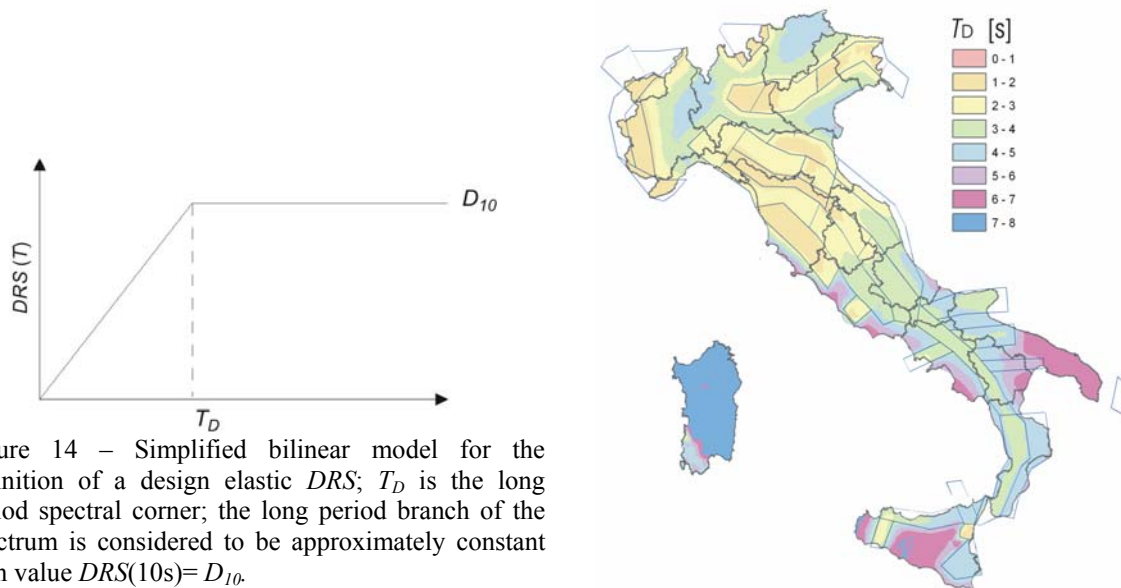 DRS (T)
D10
TD
ure 14 – Simplified bilinear model for the
nition of a design elastic DRS; TD is the long
iod spectral corner; the long period branch of the
ctrum is considered to be approximately constant
n value DRS(10s)= D10.
TD [s]
0 - 1
1 - 2
2 - 3
3 - 4
4 - 5
5 - 6
6 - 7
7 - 8